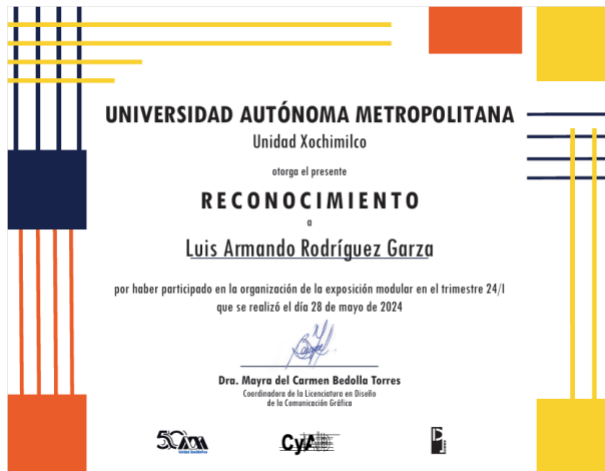 UNIVERSIDAD AUTÓNOMA METROPOLITANA
Unidad Xochimilco
otorga el presente
RECONOCIMIENTO
a
Luis Armando Rodríguez Garza
por haber participado en la organización de la exposición modular en el trimestre 24/I
que se realizó el día 28 de mayo de 2024
Dra. Mayra del Carmen Bedolla Torres
Coordinadora de la Licenciatura en Diseño
de la Comunicación Gráfica
50
CyA